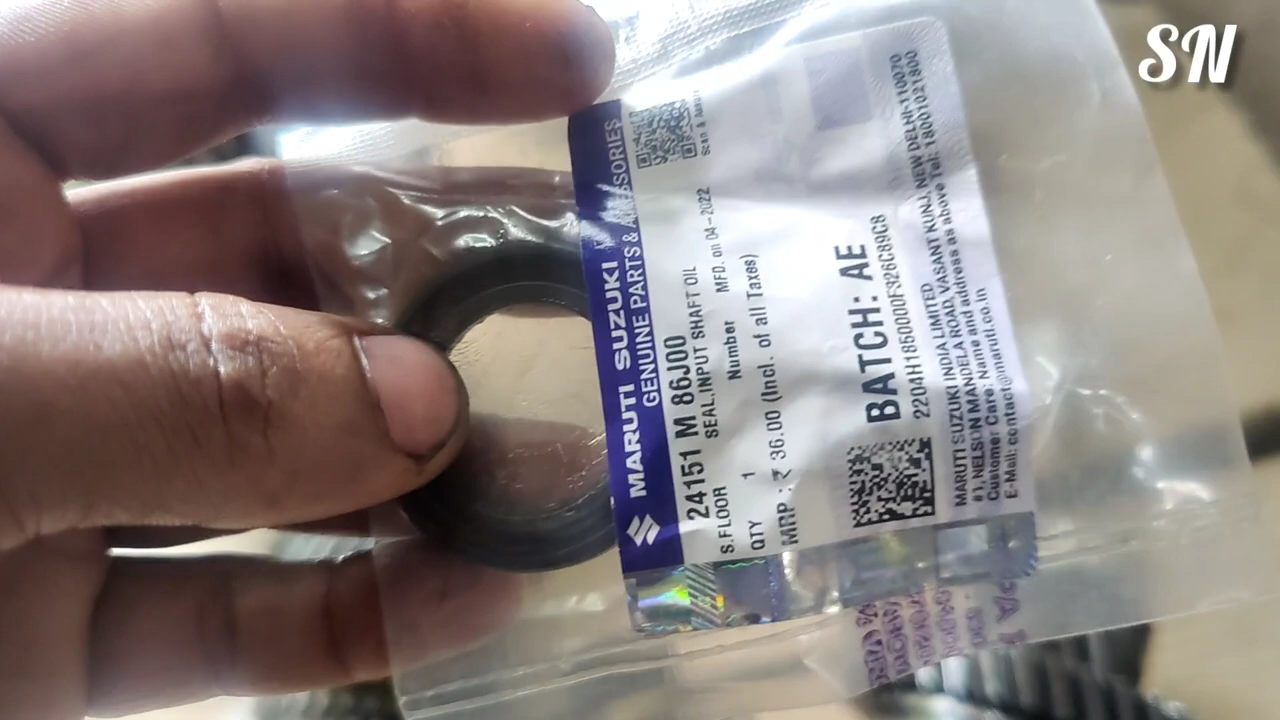 SN
MARUTI SUZUKI
GENUINE PARTS & ACCESSORIES
Scan & Assure
24151 M 86J00
S.FLOOR SEAL,INPUT SHAFT OIL
QTY 1 Number MFD. on 04-2022
MRP : ₹ 36.00 (Incl. of all Taxes)
BATCH: AE
MARUTI SUZUKI INDIA LIMITED
#1, NELSON MANDELA ROAD, VASANT KUNJ, NEW DELHI-110070
Customer Care: Name and address as above Tel: 18001021800
E-Mail: contact@maruti.co.in